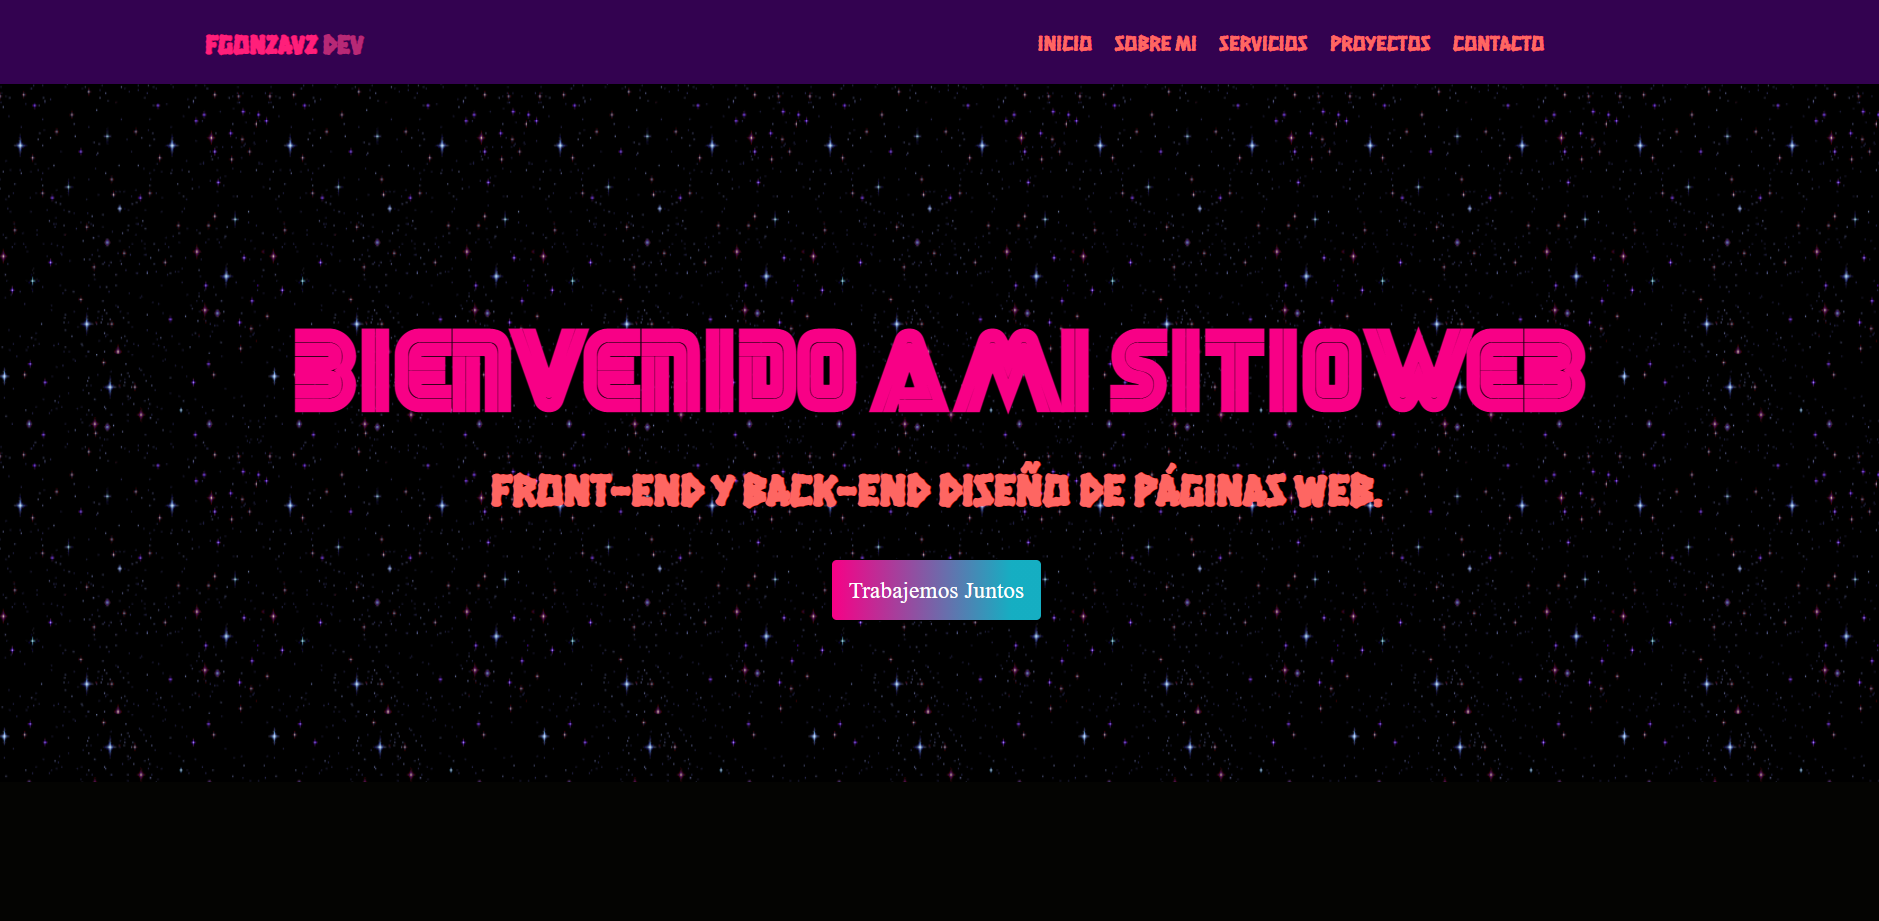 FGONZAVZ DEV
INICIO SOBRE MI SERVICIOS PROYECTOS CONTACTO
BIENVENIDO A MI SITIO WEB
FRONT-END Y BACK-END DISEÑO DE PÁGINAS WEB.
Trabajemos Juntos